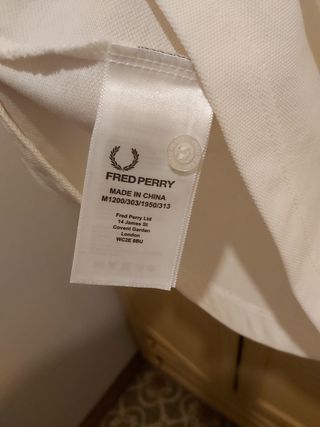 FRED PERRY
MADE IN CHINA
M1200/303/1950/313
Fred Perry Ltd
14 James St
Covent Garden
London
WC2E 8BU